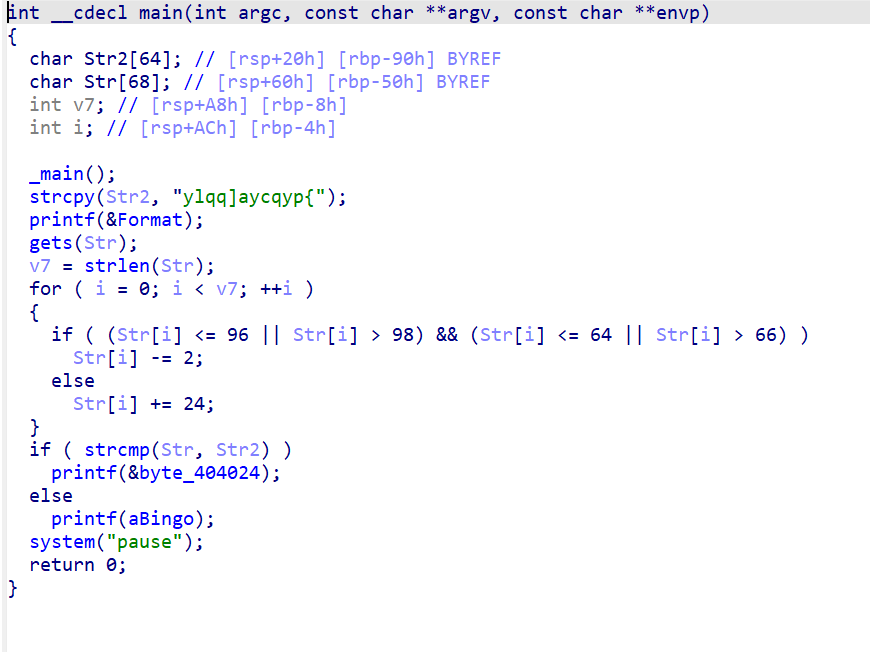 int __cdecl main(int argc, const char **argv, const char **envp)
{
  char Str2[64]; // [rsp+20h] [rbp-90h] BYREF
  char Str[68]; // [rsp+60h] [rbp-50h] BYREF
  int v7; // [rsp+A8h] [rbp-8h]
  int i; // [rsp+ACh] [rbp-4h]

  _main();
  strcpy(Str2, "ylqq]aycqyp{");
  printf(&Format);
  gets(Str);
  v7 = strlen(Str);
  for ( i = 0; i < v7; ++i )
  {
    if ( (Str[i] <= 96 || Str[i] > 98) && (Str[i] <= 64 || Str[i] > 66) )
      Str[i] -= 2;
    else
      Str[i] += 24;
  }
  if ( strcmp(Str, Str2) )
    printf(&byte_404024);
  else
    printf(aBingo);
  system("pause");
  return 0;
}